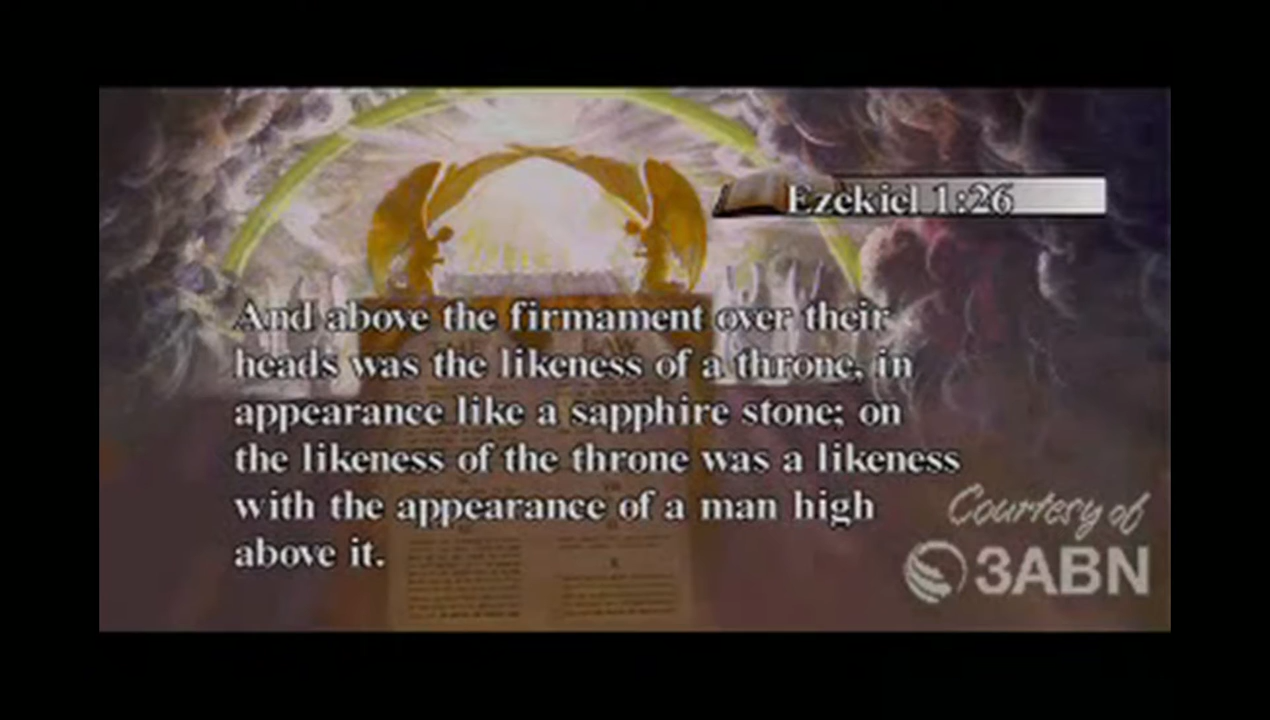 Ezekiel 1:26
And above the firmament over their
heads was the likeness of a throne, in
appearance like a sapphire stone; on
the likeness of the throne was a likeness
with the appearance of a man high
above it.
THE LAW
Courtesy of
3ABN